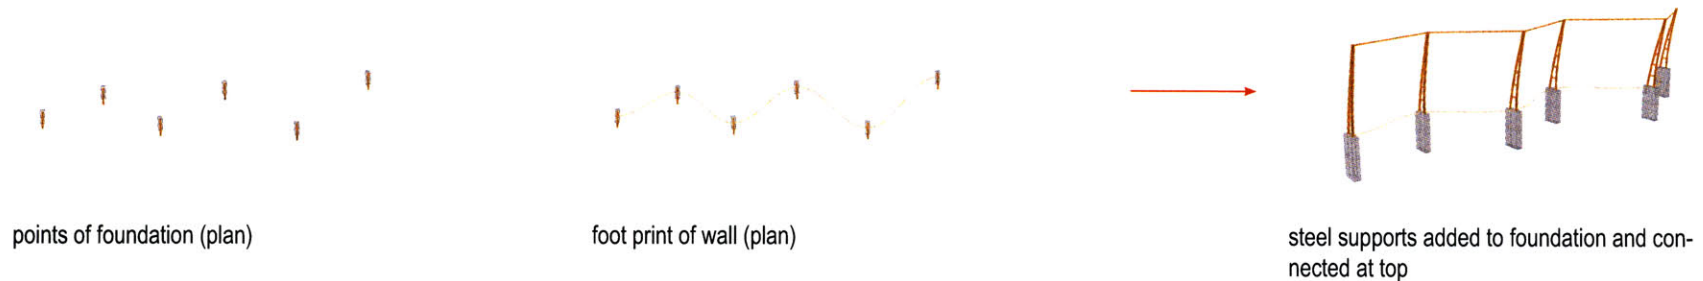 points of foundation (plan)
foot print of wall (plan)
steel supports added to foundation and con-
nected at top